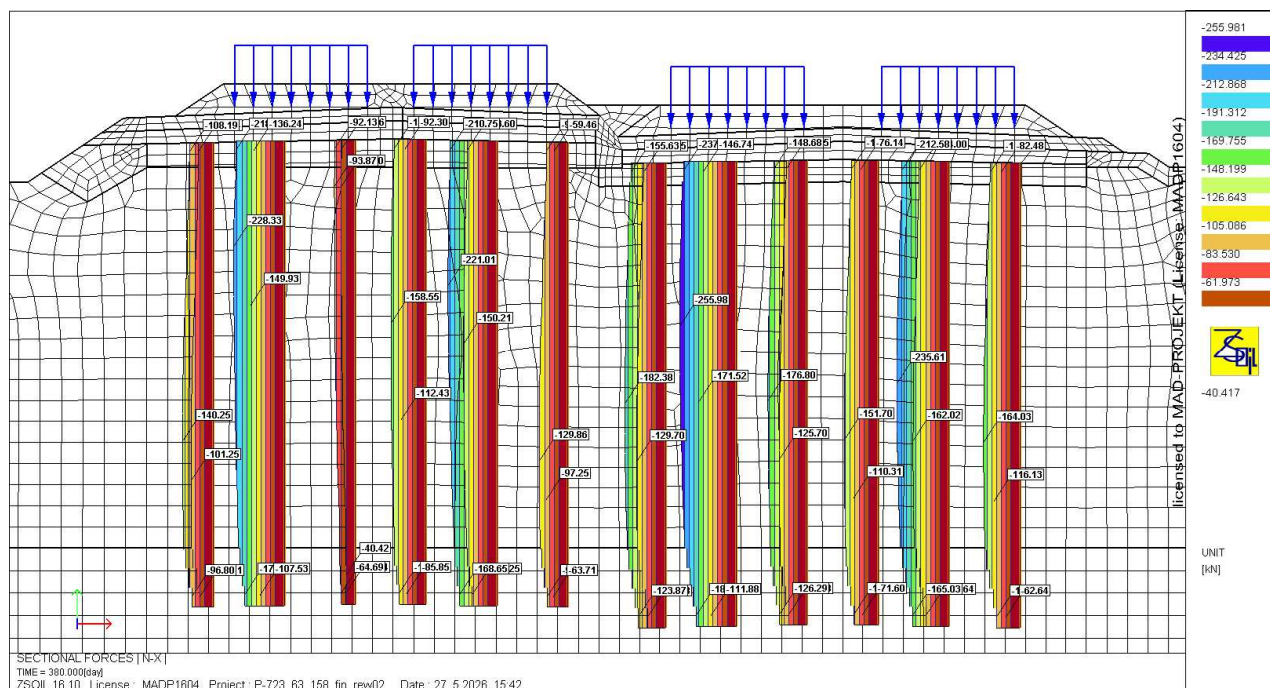 -255.981
-234.425
-212.868
-191.312
-169.755
-148.199
-126.643
-105.086
-83.530
-61.973
-40.417
licensed to MAD-PROJEKT (License: MADP1604)
UNIT
[kN]
-108.19 -136.24 -92.13 -92.30 -210.75 -59.46
-155.63 -146.74 -148.68 -76.14 -212.58 -82.48
-93.87
-228.33
-221.01
-149.93
-255.98
-158.55
-150.21
-235.61
-182.38 -171.52 -176.80
-112.43
-140.25 -151.70 -162.02 -164.03
-129.86 -129.70 -125.70
-101.25
-97.25
-110.31 -116.13
-40.42
-96.80 -107.53 -64.69 -85.85 -168.65 -63.71
-123.87 -111.88 -126.29 -71.60 -165.03 -62.64
SECTIONAL FORCES | N-X |
TIME = 380.000[day]
ZSOIL 16.10 License : MADP1604 Project : P-723_63_158_fin_rew02 Date : 27.5.2026 15:42